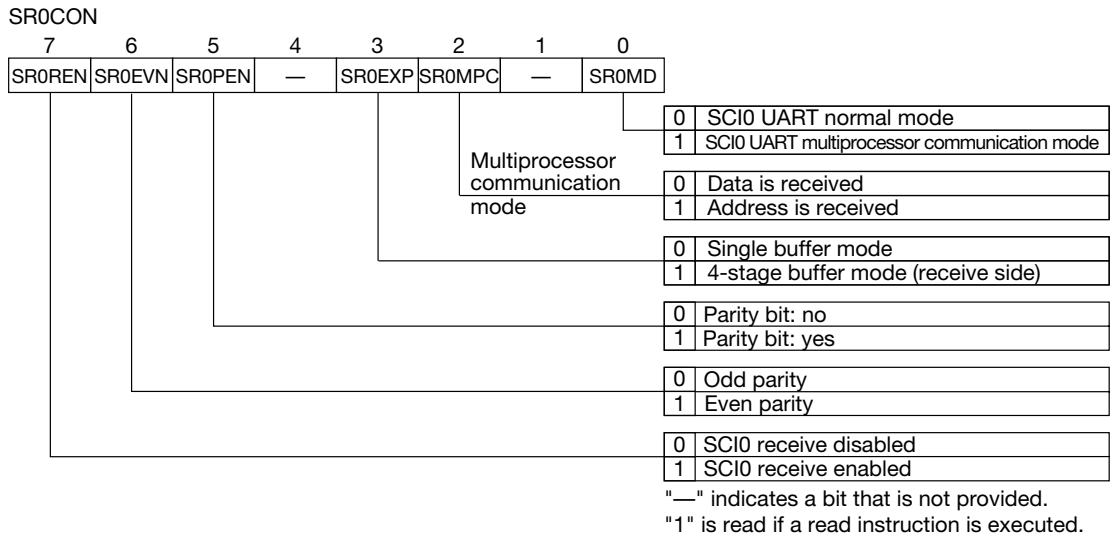 SR0CON
7 6 5 4 3 2 1 0
SR0REN SR0EVN SR0PEN — SR0EXP SR0MPC — SR0MD
0 SCI0 UART normal mode
1 SCI0 UART multiprocessor communication mode
Multiprocessor
communication
mode
0 Data is received
1 Address is received
0 Single buffer mode
1 4-stage buffer mode (receive side)
0 Parity bit: no
1 Parity bit: yes
0 Odd parity
1 Even parity
0 SCI0 receive disabled
1 SCI0 receive enabled
"—" indicates a bit that is not provided.
"1" is read if a read instruction is executed.